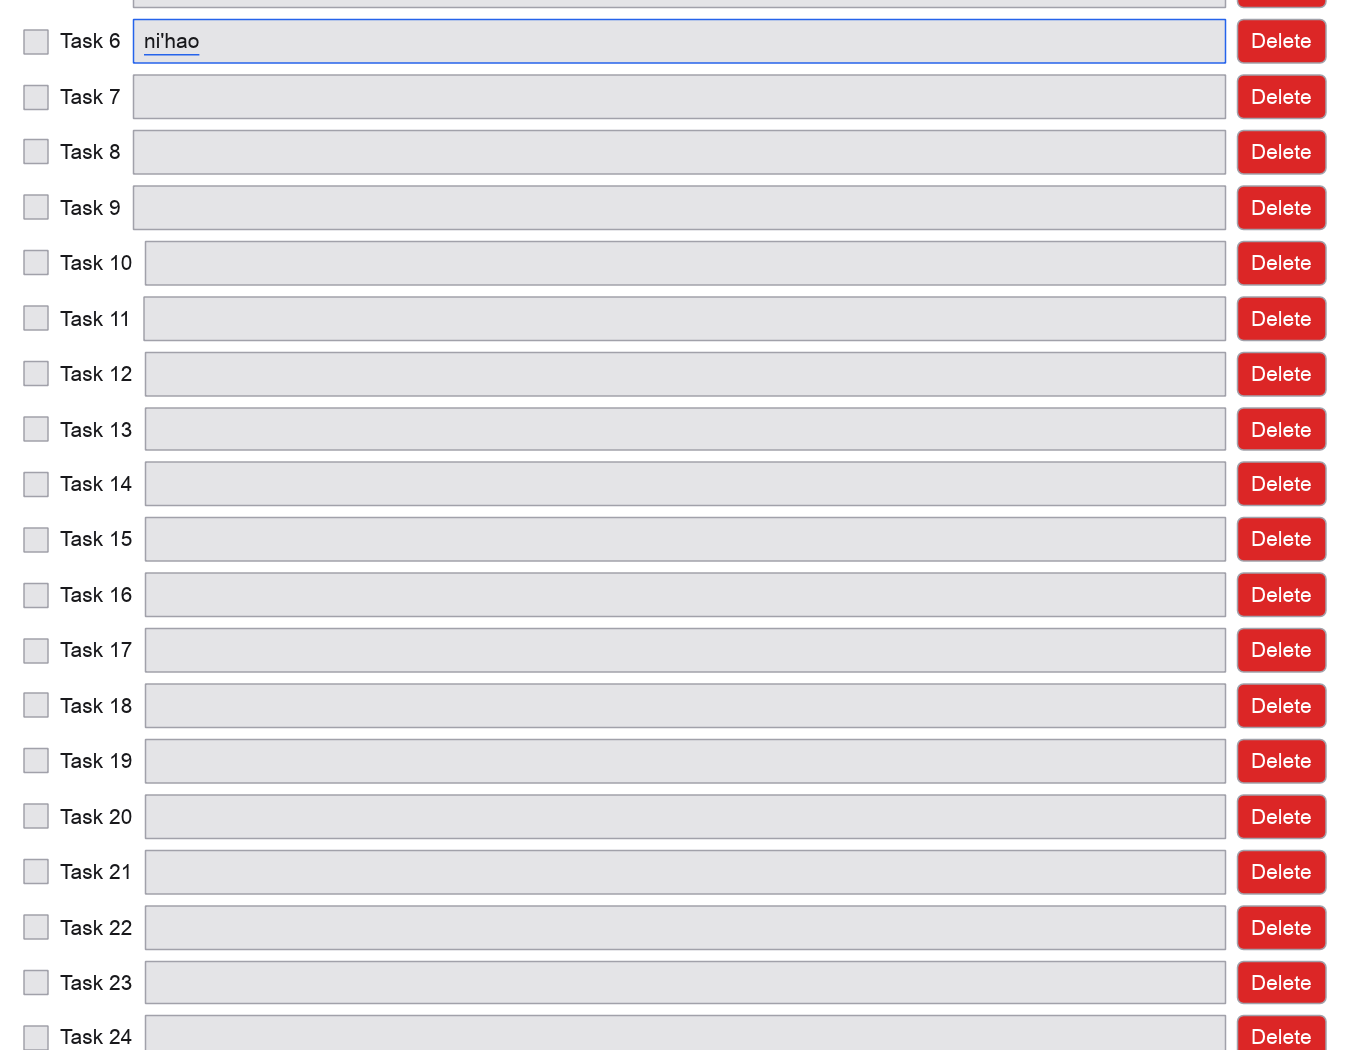 Task 6 ni'hao Delete
Task 7 Delete
Task 8 Delete
Task 9 Delete
Task 10 Delete
Task 11 Delete
Task 12 Delete
Task 13 Delete
Task 14 Delete
Task 15 Delete
Task 16 Delete
Task 17 Delete
Task 18 Delete
Task 19 Delete
Task 20 Delete
Task 21 Delete
Task 22 Delete
Task 23 Delete
Task 24 Delete